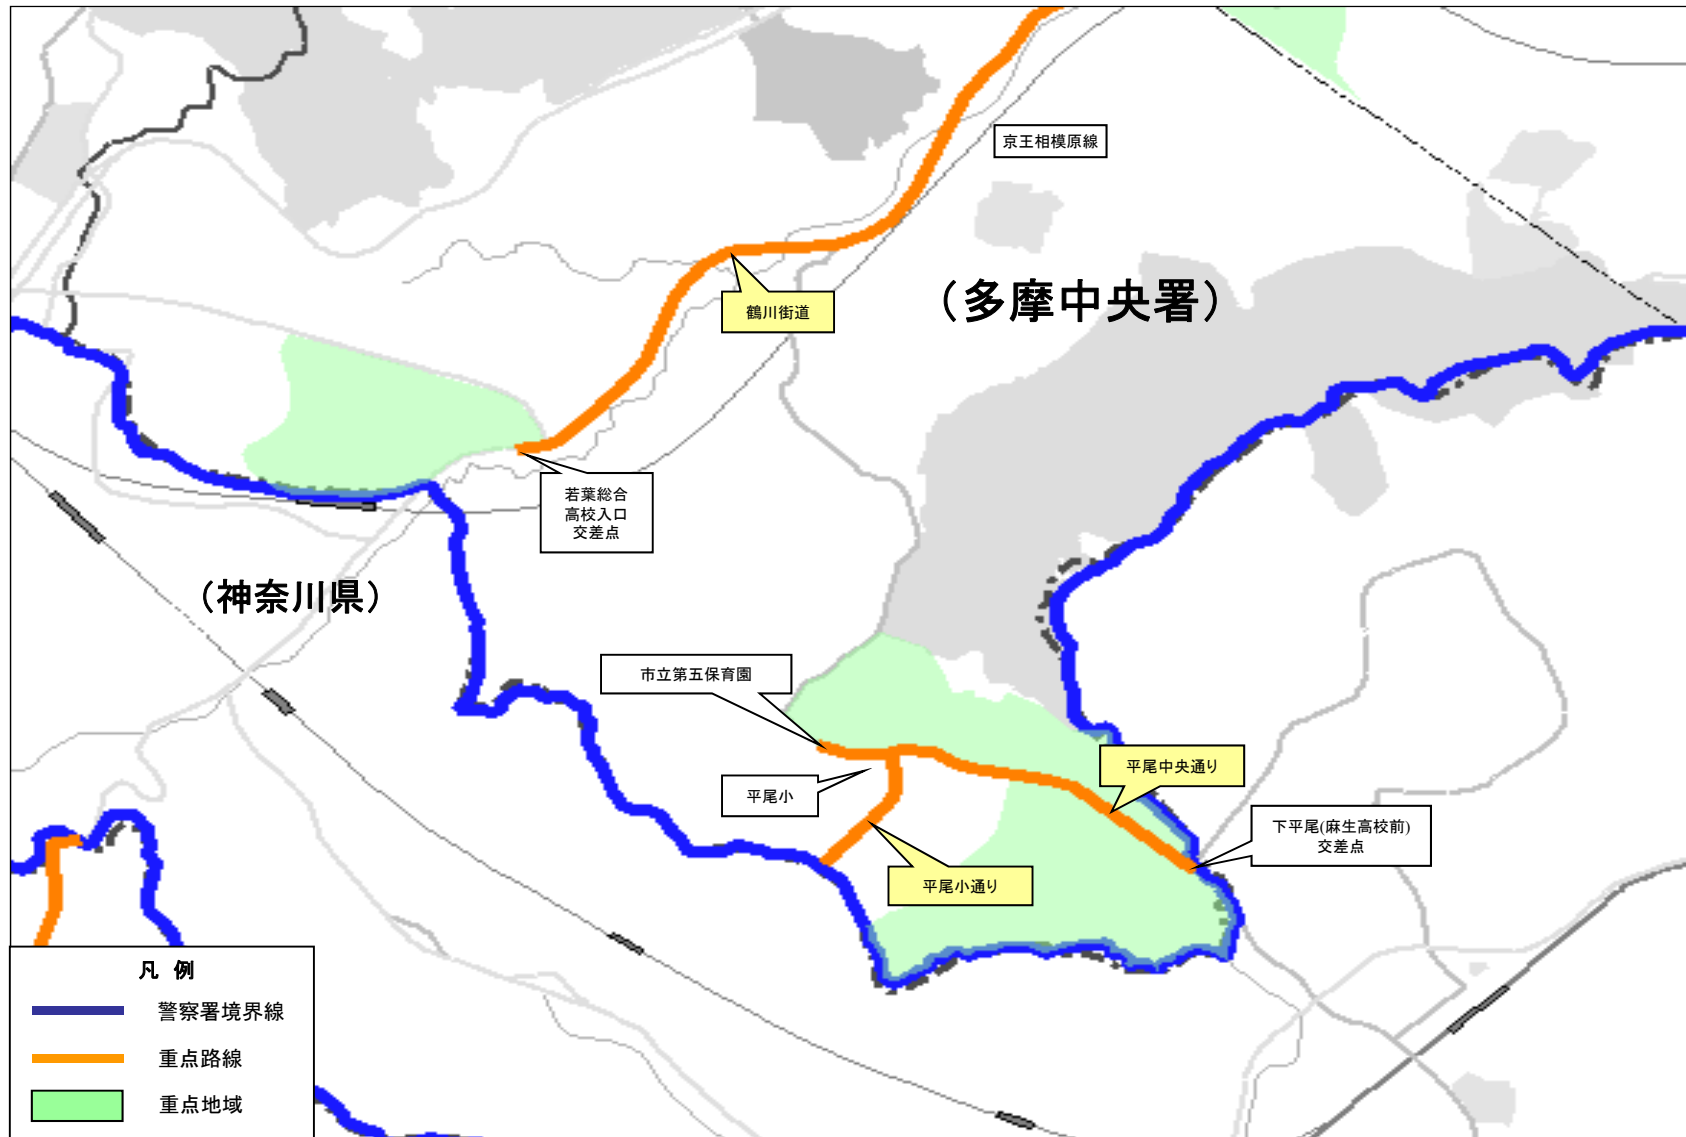 京王相模原線
（多摩中央署）
鶴川街道
若葉総合
高校入口
交差点
（神奈川県）
市立第五保育園
平尾中央通り
平尾小
下平尾(麻生高校前)
交差点
平尾小通り
凡 例
警察署境界線
重点路線
重点地域